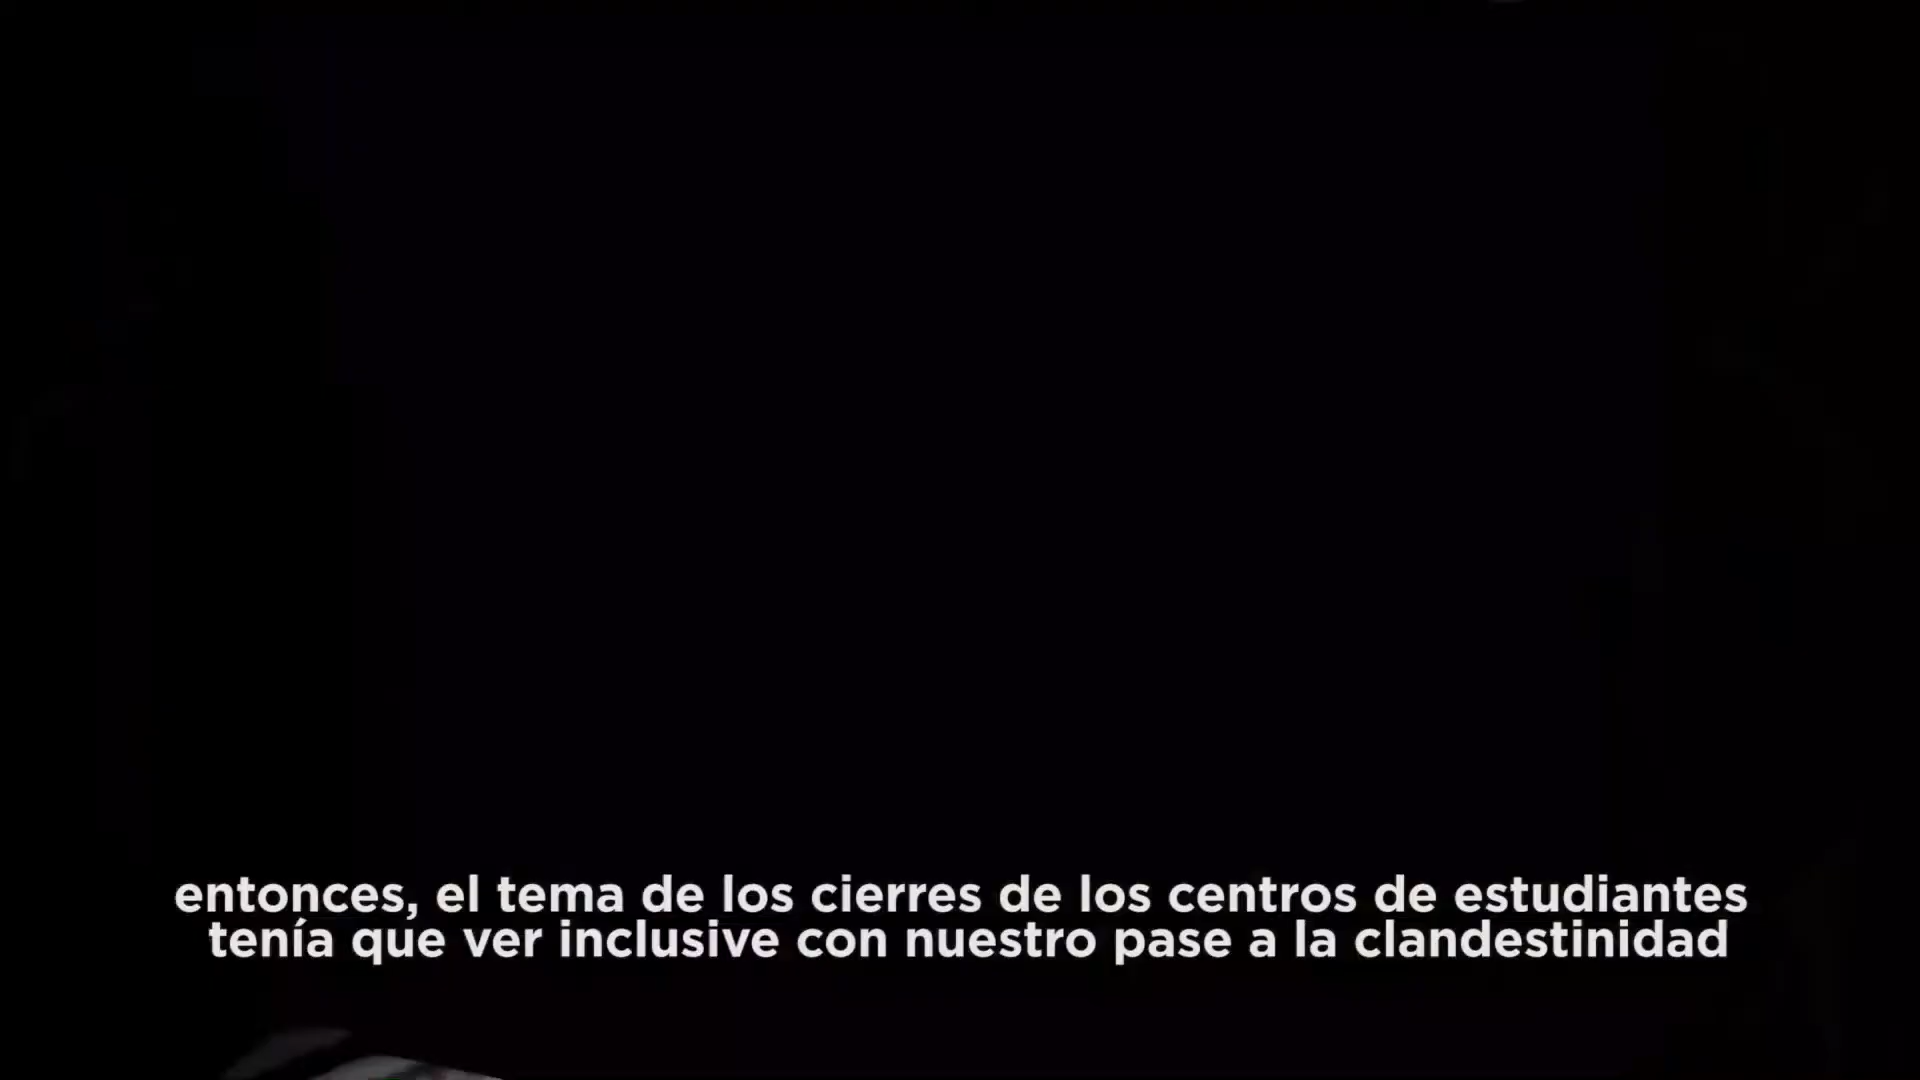 entonces, el tema de los cierres de los centros de estudiantes
tenía que ver inclusive con nuestro pase a la clandestinidad